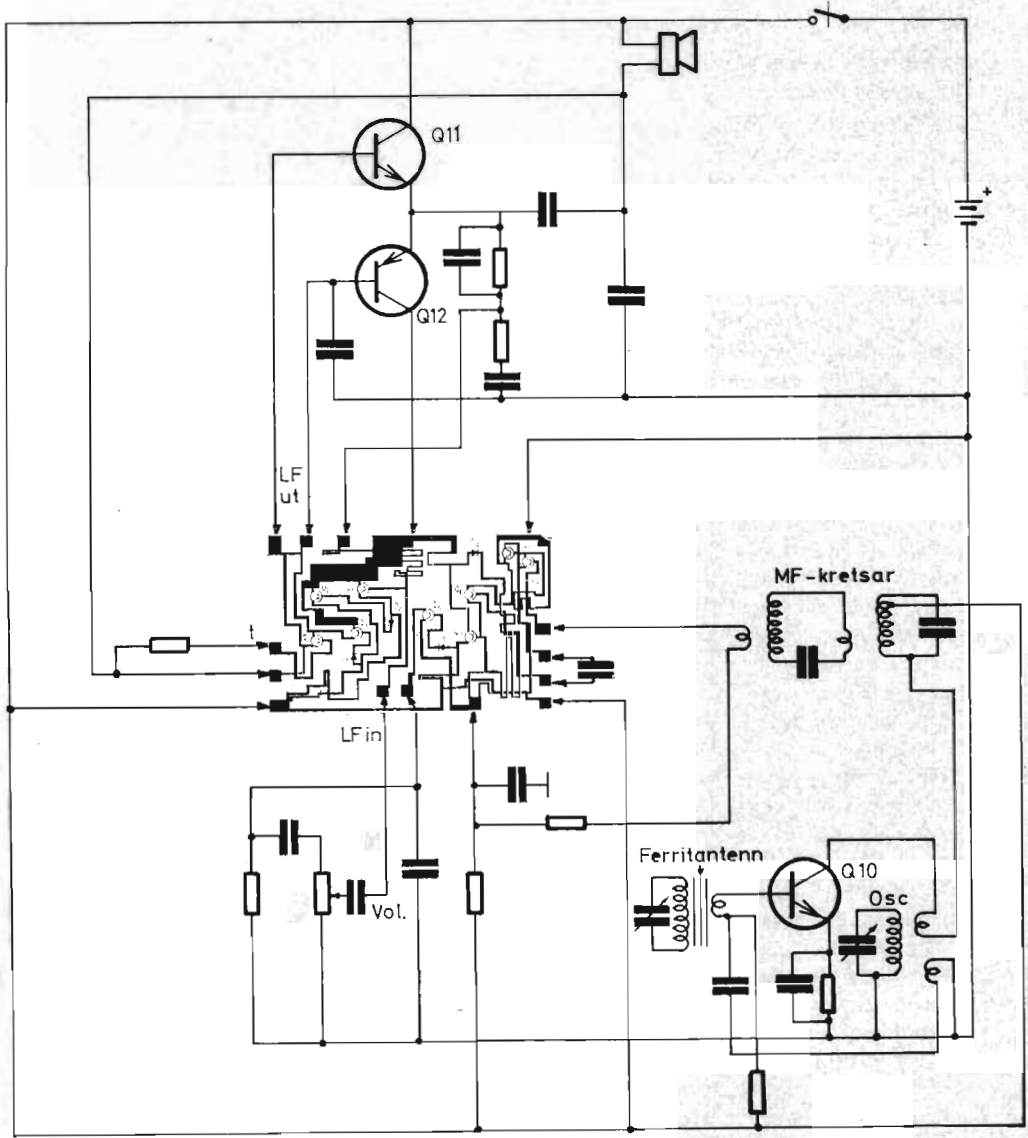 Q11
+
Q12
LF
ut
MF-kretsar
t
LF in
Ferritantenn
Q10
Osc
Vol.